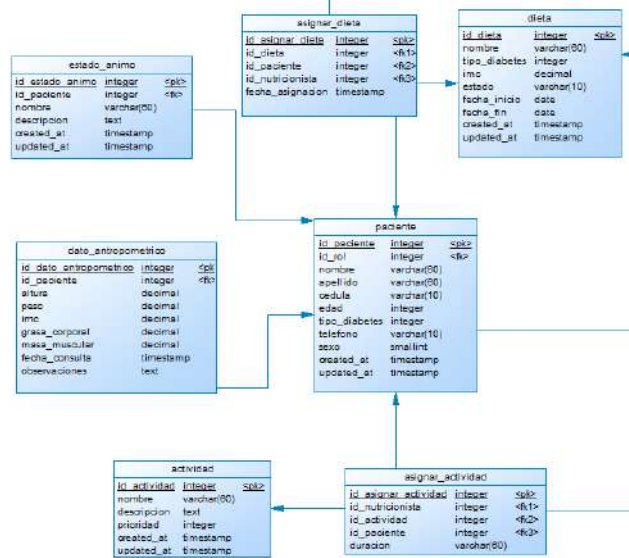 asignar_dieta
id_asignar_dieta integer <pk>
id_dieta integer <fk1>
id_paciente integer <fk2>
id_nutricionista integer <fk3>
fecha_asignacion timestamp
dieta
id_dieta integer <pk>
nombre varchar(60)
tipo_diabetes integer
imc decimal
estado varchar(10)
fecha_inicio date
fecha_fin date
created_at timestamp
updated_at timestamp
estado_animo
id_estado_animo integer <pk>
id_paciente integer <fk>
nombre varchar(60)
descripcion text
created_at timestamp
updated_at timestamp
paciente
id_paciente integer <pk>
id_rol integer <fk>
nombre varchar(60)
apellido varchar(60)
cedula varchar(10)
edad integer
tipo_diabetes integer
telefono varchar(10)
sexo smallint
created_at timestamp
updated_at timestamp
dato_antropometrico
id_dato_antropometrico integer <pk
id_paciente integer <fk>
altura decimal
peso decimal
imc decimal
grasa_corporal decimal
masa_muscular decimal
fecha_consulta timestamp
observaciones text
actividad
id_actividad integer <pk>
nombre varchar(60)
descripcion text
prioridad integer
created_at timestamp
updated_at timestamp
asignar_actividad
id_asignar_actividad integer <pk>
id_nutricionista integer <fk1>
id_actividad integer <fk2>
id_paciente integer <fk3>
duracion varchar(60)